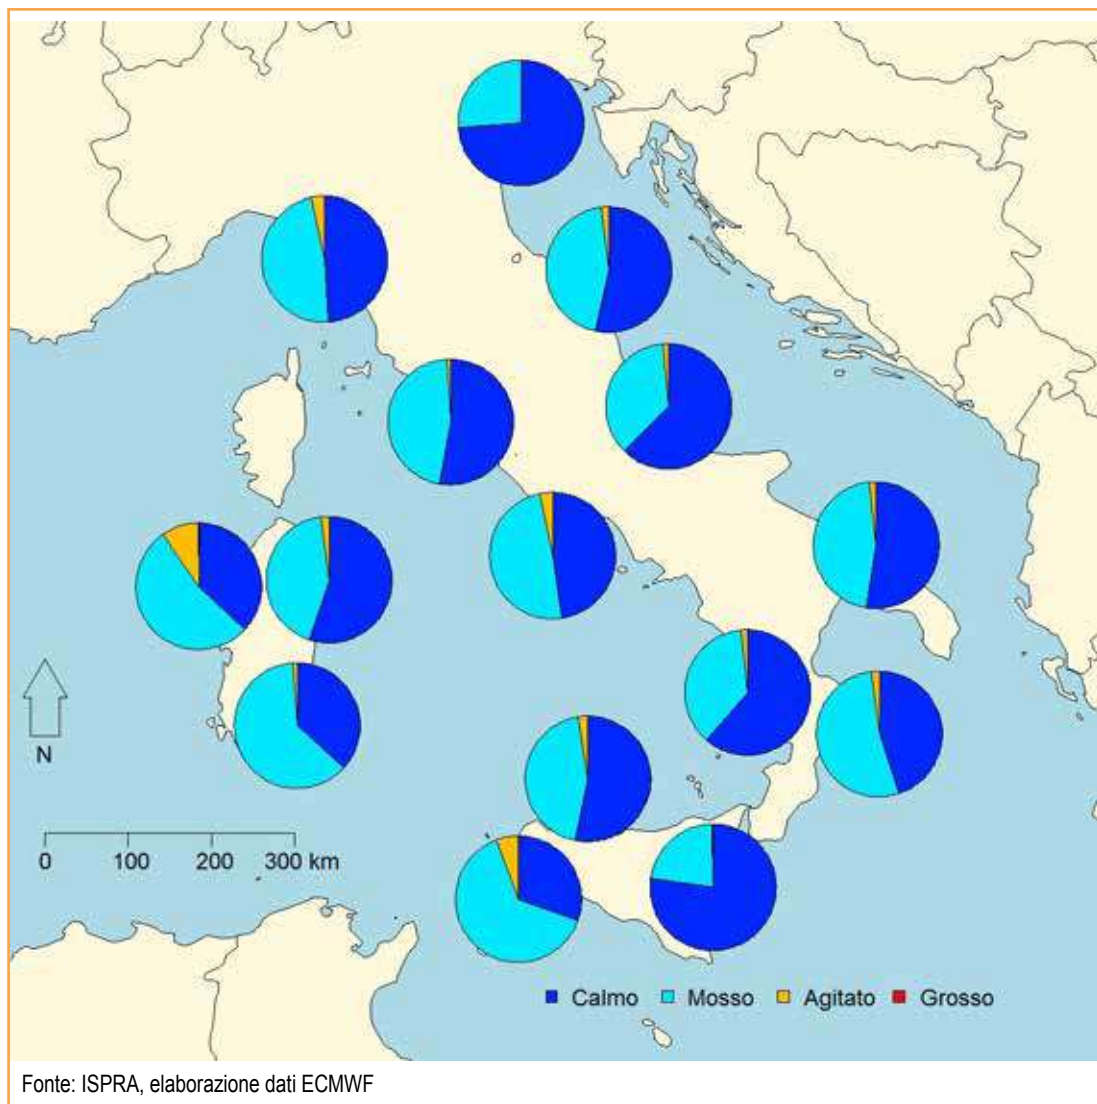 N
0 100 200 300 km
Calmo Mosso Agitato Grosso
Fonte: ISPRA, elaborazione dati ECMWF